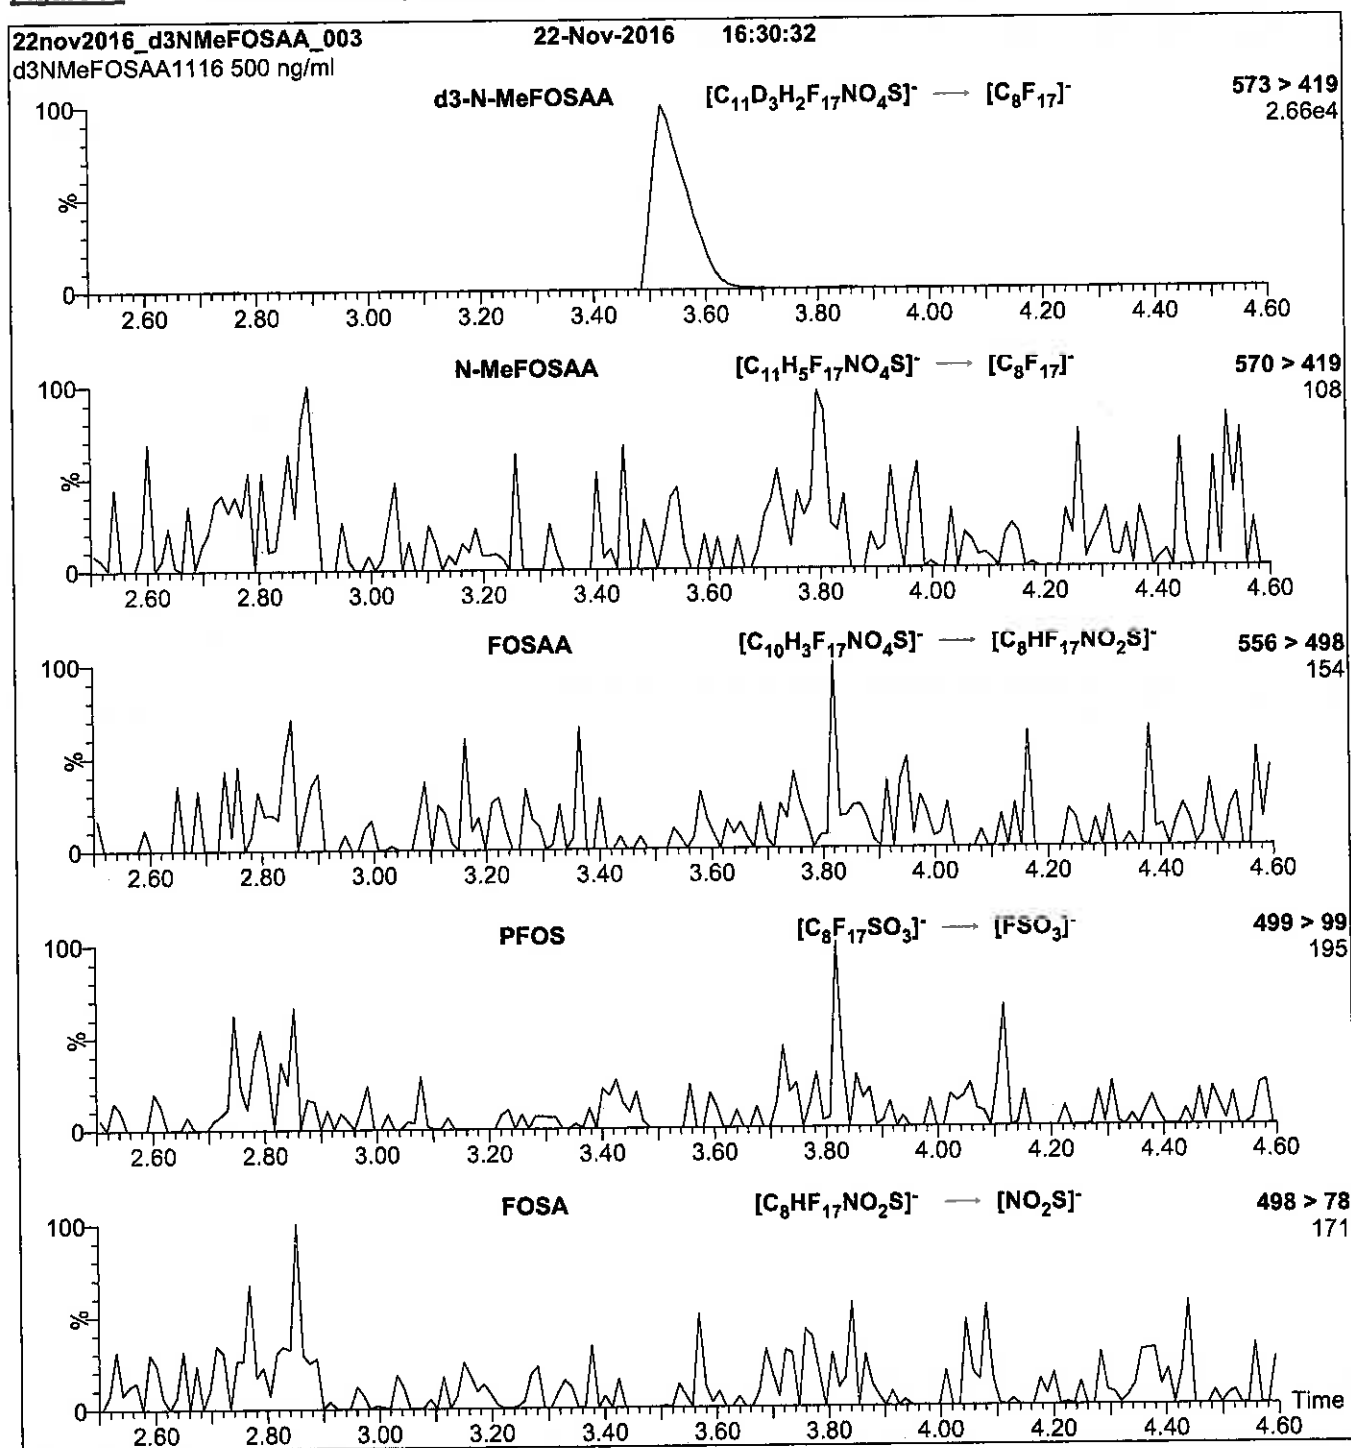 22nov2016_d3NMeFOSAA_003 22-Nov-2016 16:30:32
d3NMeFOSAA1116 500 ng/ml
d3-N-MeFOSAA [C11D3H2F17NO4S]- → [C8F17]- 573 > 419
2.66e4
100
%
0
2.60 2.80 3.00 3.20 3.40 3.60 3.80 4.00 4.20 4.40 4.60
N-MeFOSAA [C11H5F17NO4S]- → [C8F17]- 570 > 419
108
100
%
0
2.60 2.80 3.00 3.20 3.40 3.60 3.80 4.00 4.20 4.40 4.60
FOSAA [C10H3F17NO4S]- → [C8HF17NO2S]- 556 > 498
154
100
%
0
2.60 2.80 3.00 3.20 3.40 3.60 3.80 4.00 4.20 4.40 4.60
PFOS [C8F17SO3]- → [FSO3]- 499 > 99
195
100
%
0
2.60 2.80 3.00 3.20 3.40 3.60 3.80 4.00 4.20 4.40 4.60
FOSA [C8HF17NO2S]- → [NO2S]- 498 > 78
171
100
%
0
Time
2.60 2.80 3.00 3.20 3.40 3.60 3.80 4.00 4.20 4.40 4.60